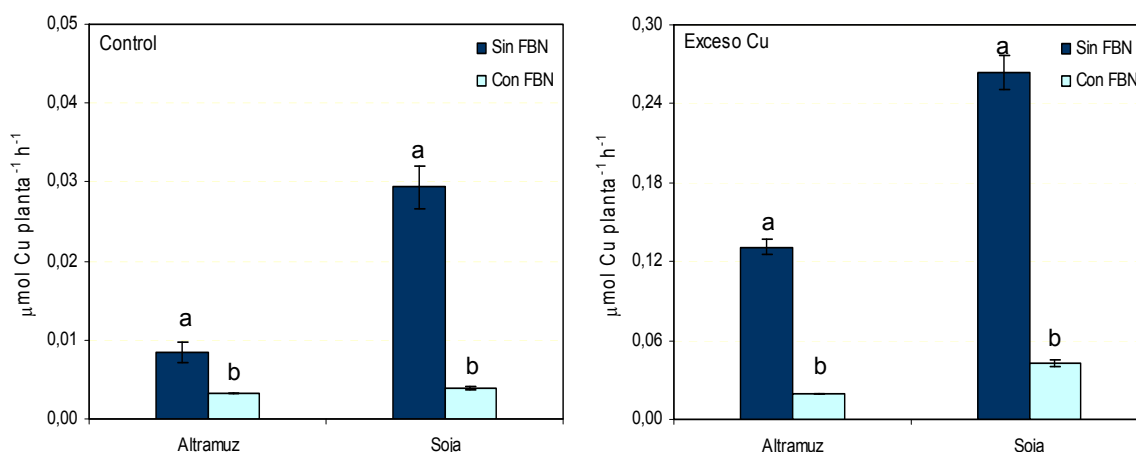 Control
Sin FBN
Con FBN
μmol Cu planta⁻¹ h⁻¹
0,05
0,04
0,03
0,02
0,01
0,00
a
b
a
b
Altramuz
Soja
Exceso Cu
Sin FBN
Con FBN
μmol Cu planta⁻¹ h⁻¹
0,30
0,24
0,18
0,12
0,06
0,00
a
b
a
b
Altramuz
Soja